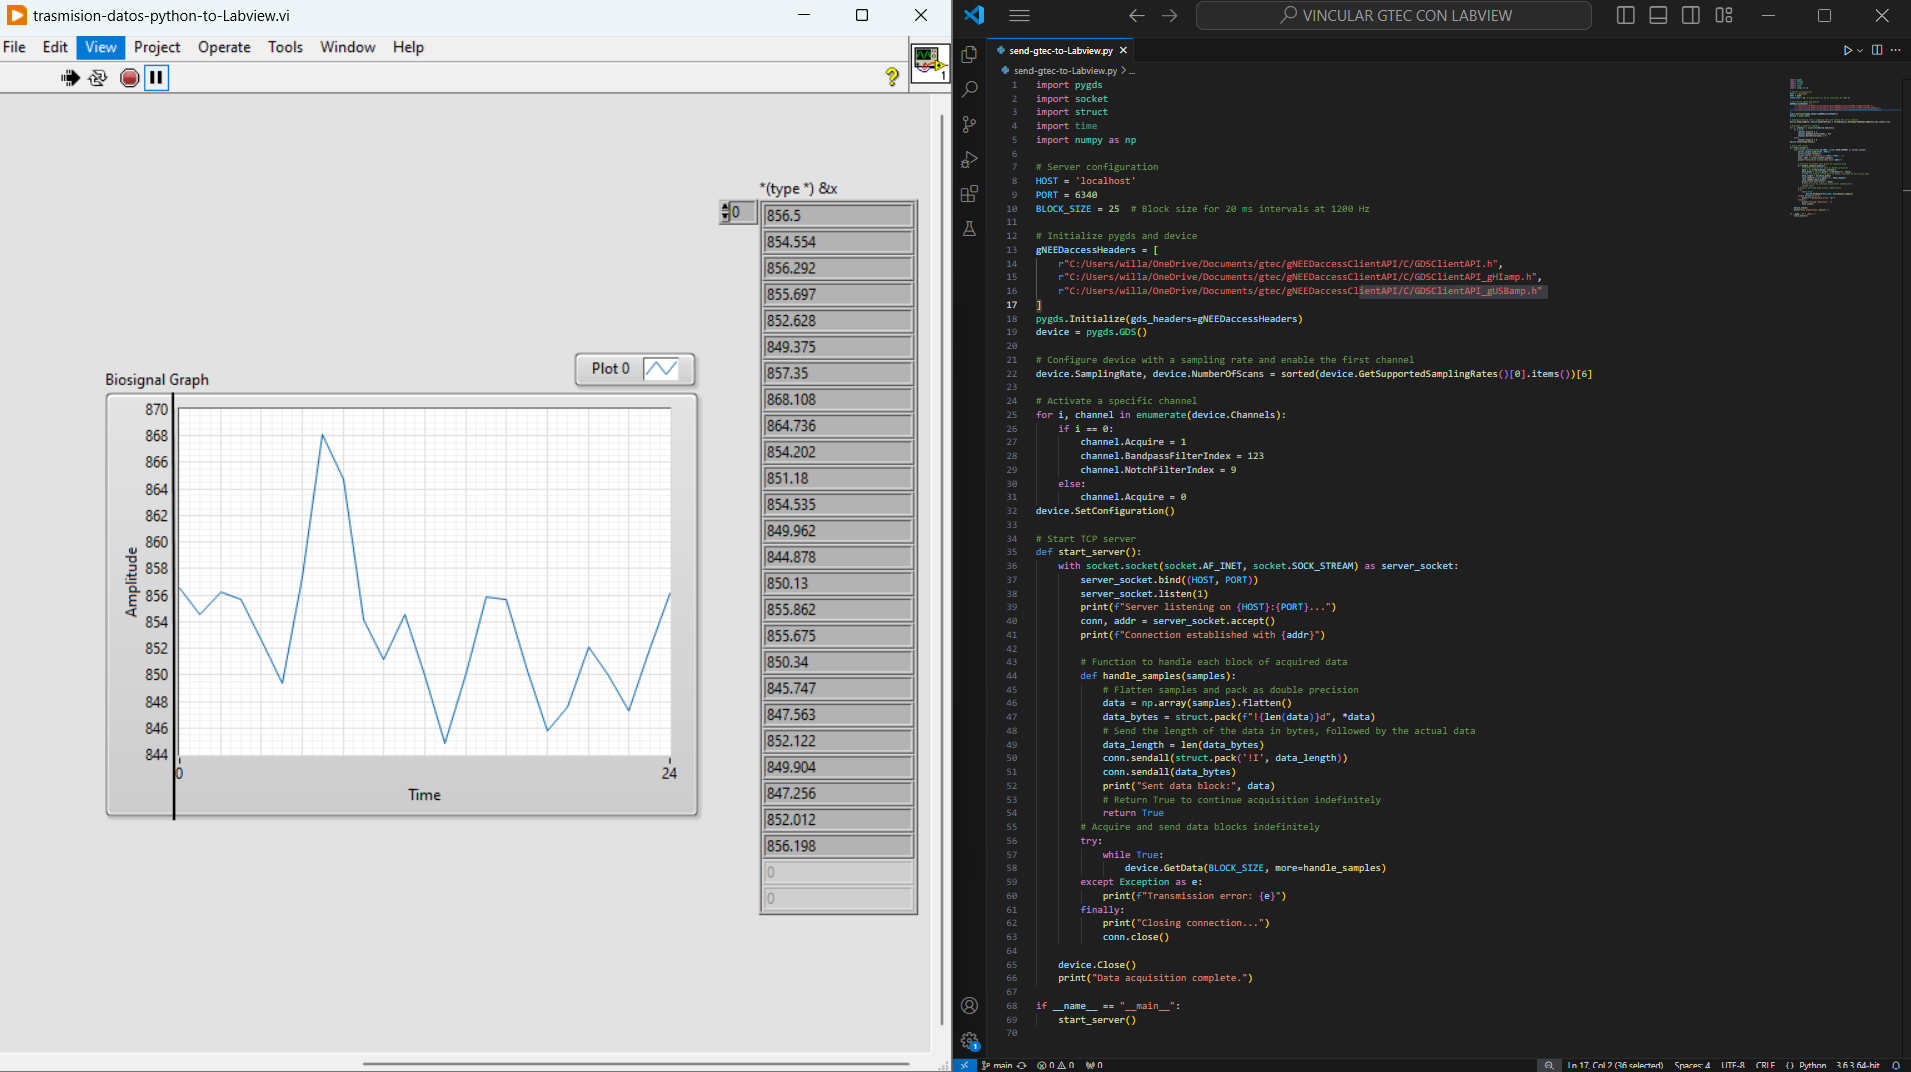 trasmision-datos-python-to-Labview.vi
File Edit View Project Operate Tools Window Help
1
*(type *) &x
0
856.5
854.554
856.292
855.697
852.628
849.375
857.35
868.108
864.736
854.202
851.18
854.535
849.962
844.878
850.13
855.862
855.675
850.34
845.747
847.563
852.122
849.904
847.256
852.012
856.198
0
0
Plot 0
Biosignal Graph
870
868
866
864
862
860
858
856
854
852
850
848
846
844
Amplitude
0 24
Time
VINCULAR GTEC CON LABVIEW
send-gtec-to-Labview.py
send-gtec-to-Labview.py > ...
1 import pygds
2 import socket
3 import struct
4 import time
5 import numpy as np
6
7 # Server configuration
8 HOST = 'localhost'
9 PORT = 6340
10 BLOCK_SIZE = 25  # Block size for 20 ms intervals at 1200 Hz
11
12 # Initialize pygds and device
13 gNEEDaccessHeaders = [
14     r"C:/Users/willa/OneDrive/Documents/gtec/gNEEDaccessClientAPI/C/GDSClientAPI.h",
15     r"C:/Users/willa/OneDrive/Documents/gtec/gNEEDaccessClientAPI/C/GDSClientAPI_gHIamp.h",
16     r"C:/Users/willa/OneDrive/Documents/gtec/gNEEDaccessClientAPI/C/GDSClientAPI_gUSBamp.h"
17 ]
18 pygds.Initialize(gds_headers=gNEEDaccessHeaders)
19 device = pygds.GDS()
20
21 # Configure device with a sampling rate and enable the first channel
22 device.SamplingRate, device.NumberOfScans = sorted(device.GetSupportedSamplingRates()[0].items())[6]
23
24 # Activate a specific channel
25 for i, channel in enumerate(device.Channels):
26     if i == 0:
27         channel.Acquire = 1
28         channel.BandpassFilterIndex = 123
29         channel.NotchFilterIndex = 9
30     else:
31         channel.Acquire = 0
32 device.SetConfiguration()
33
34 # Start TCP server
35 def start_server():
36     with socket.socket(socket.AF_INET, socket.SOCK_STREAM) as server_socket:
37         server_socket.bind((HOST, PORT))
38         server_socket.listen(1)
39         print(f"Server listening on {HOST}:{PORT}...")
40         conn, addr = server_socket.accept()
41         print(f"Connection established with {addr}")
42
43         # Function to handle each block of acquired data
44         def handle_samples(samples):
45             # Flatten samples and pack as double precision
46             data = np.array(samples).flatten()
47             data_bytes = struct.pack(f"!{len(data)}d", *data)
48             # Send the length of the data in bytes, followed by the actual data
49             data_length = len(data_bytes)
50             conn.sendall(struct.pack('!I', data_length))
51             conn.sendall(data_bytes)
52             print("Sent data block:", data)
53             # Return True to continue acquisition indefinitely
54             return True
55         # Acquire and send data blocks indefinitely
56         try:
57             while True:
58                 device.GetData(BLOCK_SIZE, more=handle_samples)
59         except Exception as e:
60             print(f"Transmission error: {e}")
61         finally:
62             print("Closing connection...")
63             conn.close()
64
65     device.Close()
66     print("Data acquisition complete.")
67
68 if __name__ == "__main__":
69     start_server()
70
1
main 0 0 0 Ln 17, Col 2 (36 selected) Spaces: 4 UTF-8 CRLF {} Python 3.6.3 64-bit